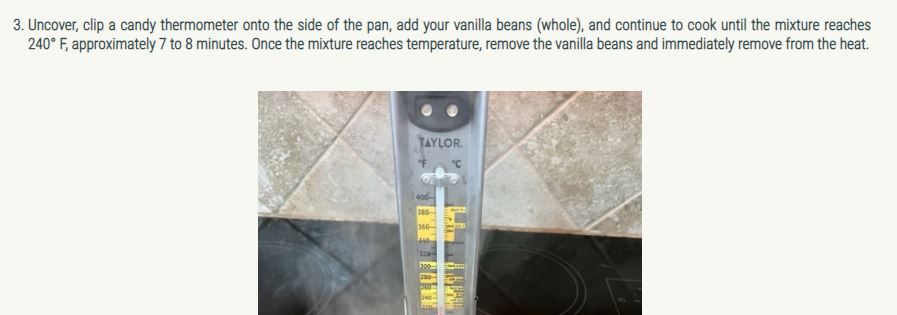 3. Uncover, clip a candy thermometer onto the side of the pan, add your vanilla beans (whole), and continue to cook until the mixture reaches
240° F, approximately 7 to 8 minutes. Once the mixture reaches temperature, remove the vanilla beans and immediately remove from the heat.
TAYLOR.
°F °C
400
380
360
340
320
300
280
260
240
220